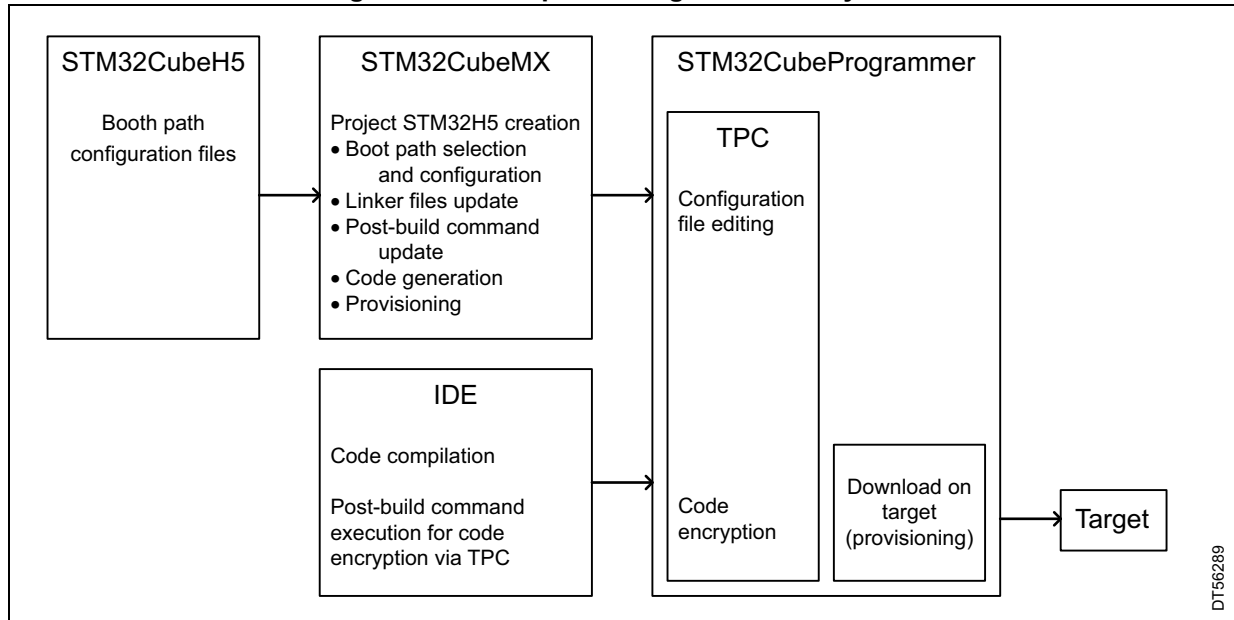 STM32CubeH5
Booth path
configuration files
STM32CubeMX
Project STM32H5 creation
• Boot path selection
and configuration
• Linker files update
• Post-build command
update
• Code generation
• Provisioning
IDE
Code compilation
Post-build command
execution for code
encryption via TPC
STM32CubeProgrammer
TPC
Configuration
file editing
Code
encryption
Download on
target
(provisioning)
Target
DT56289